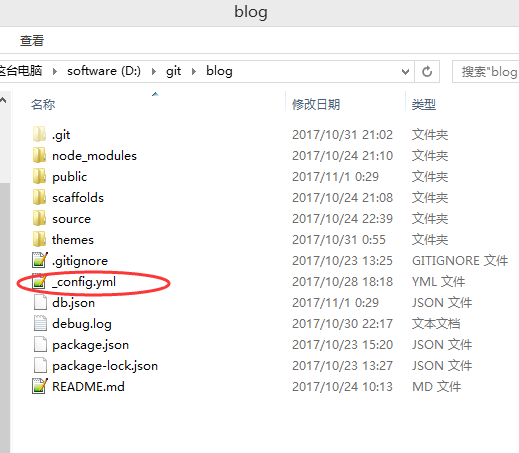 blog
查看
这台电脑 software (D:) git blog 搜索"blog
名称 修改日期 类型
.git 2017/10/31 21:02 文件夹
node_modules 2017/10/24 21:10 文件夹
public 2017/11/1 0:29 文件夹
scaffolds 2017/10/24 21:08 文件夹
source 2017/10/24 22:39 文件夹
themes 2017/10/31 0:55 文件夹
.gitignore 2017/10/23 13:25 GITIGNORE 文件
_config.yml 2017/10/28 18:18 YML 文件
db.json 2017/11/1 0:29 JSON 文件
debug.log 2017/10/30 22:17 文本文档
package.json 2017/10/23 15:20 JSON 文件
package-lock.json 2017/10/23 13:27 JSON 文件
README.md 2017/10/24 10:13 MD 文件